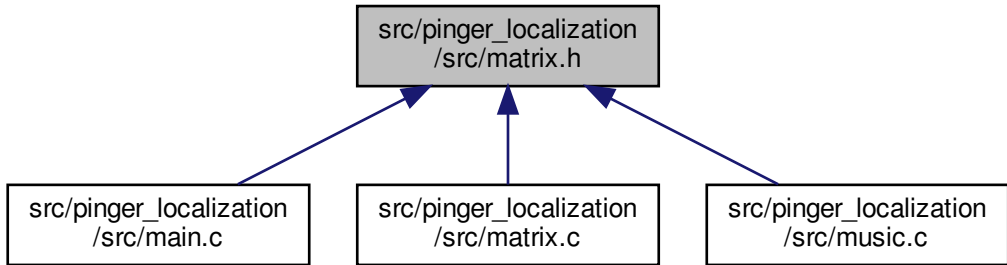 src/pinger_localization
/src/matrix.h
src/pinger_localization
/src/main.c
src/pinger_localization
/src/matrix.c
src/pinger_localization
/src/music.c